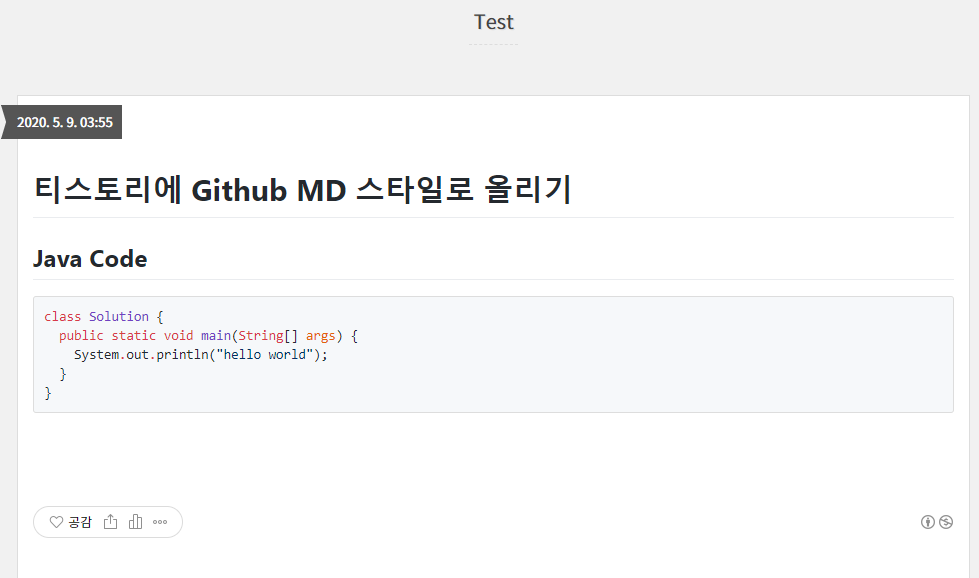 Test
2020. 5. 9. 03:55
티스토리에 Github MD 스타일로 올리기
Java Code
class Solution {
  public static void main(String[] args) {
    System.out.println("hello world");
  }
}
공감